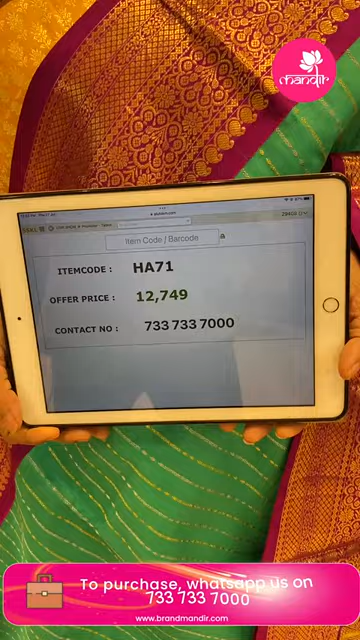 mandir
Item Code / Barcode
ITEMCODE : HA71
OFFER PRICE : 12,749
CONTACT NO : 733 733 7000
To purchase, whatsapp us on
733 733 7000
www.brandmandir.com